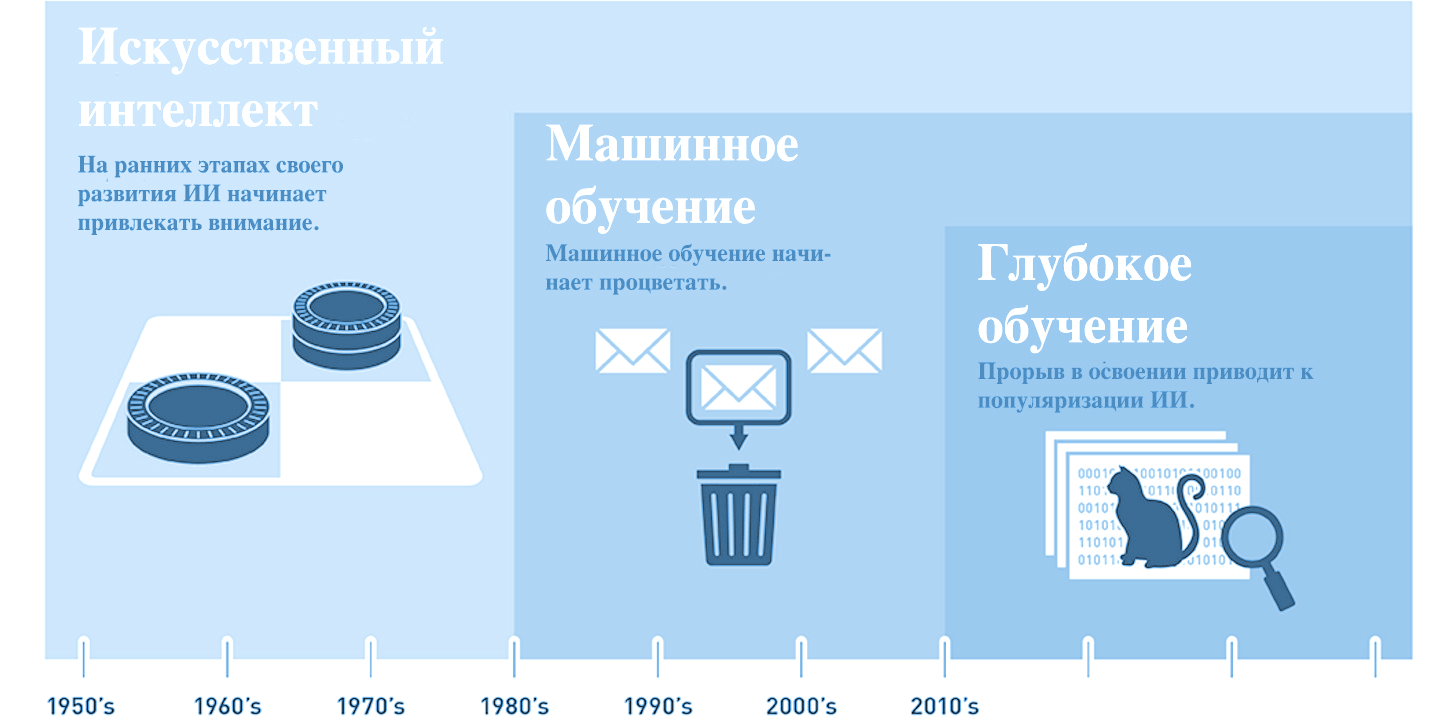 Искусственный
интеллект
На ранних этапах своего
развития ИИ начинает
привлекать внимание.
Машинное
обучение
Машинное обучение начи-
нает процветать.
Глубокое
обучение
Прорыв в освоении приводит к
популяризации ИИ.
1950's
1960's
1970's
1980's
1990's
2000's
2010's